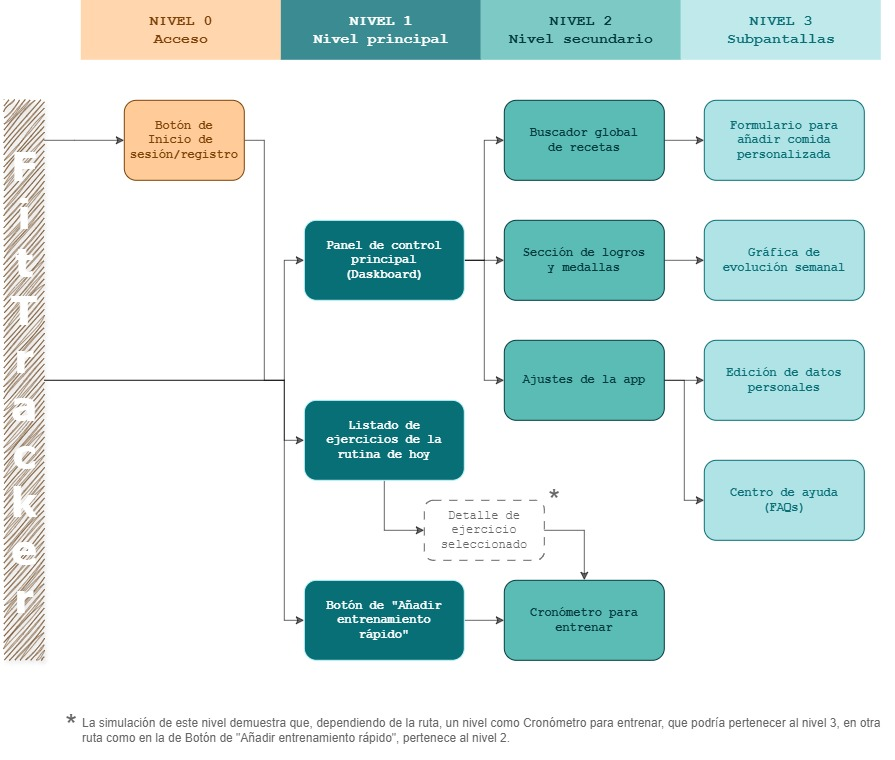 NIVEL 0
Acceso
NIVEL 1
Nivel principal
NIVEL 2
Nivel secundario
NIVEL 3
Subpantallas
FitTracker
Botón de
Inicio de
sesión/registro
Panel de control
principal
(Daskboard)
Listado de
ejercicios de la
rutina de hoy
Botón de "Añadir
entrenamiento
rápido"
Buscador global
de recetas
Sección de logros
y medallas
Ajustes de la app
*
Detalle de
ejercicio
seleccionado
Cronómetro para
entrenar
Formulario para
añadir comida
personalizada
Gráfica de
evolución semanal
Edición de datos
personales
Centro de ayuda
(FAQs)
* La simulación de este nivel demuestra que, dependiendo de la ruta, un nivel como Cronómetro para entrenar, que podría pertenecer al nivel 3, en otra
ruta como en la de Botón de "Añadir entrenamiento rápido", pertenece al nivel 2.